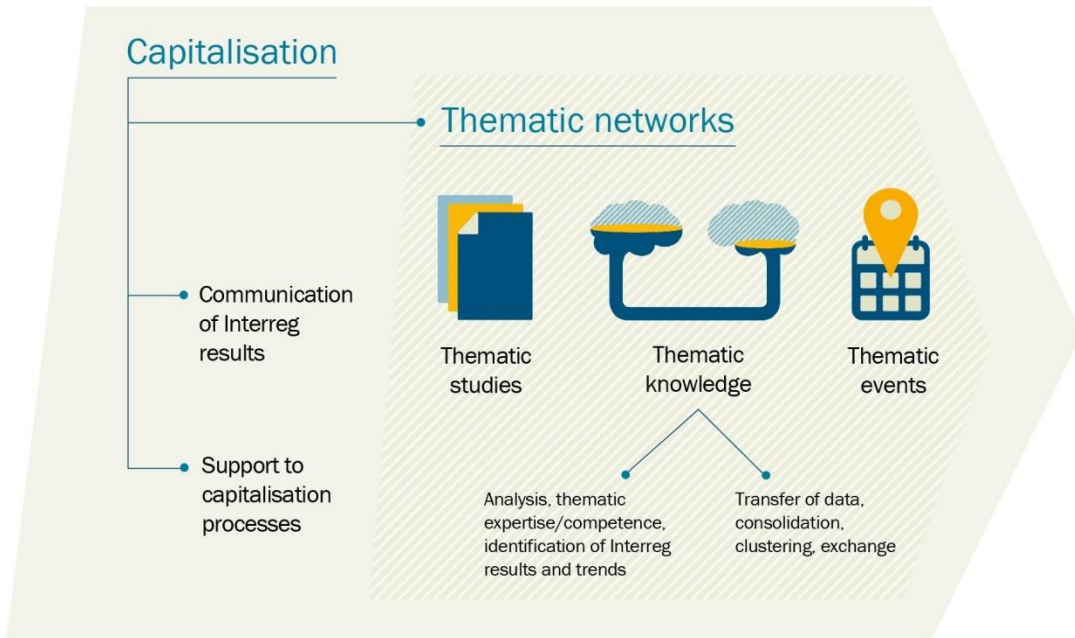 Capitalisation
Thematic networks
Communication
of Interreg
results
Support to
capitalisation
processes
Thematic
studies
Thematic
knowledge
Thematic
events
Analysis, thematic
expertise/competence,
identification of Interreg
results and trends
Transfer of data,
consolidation,
clustering, exchange